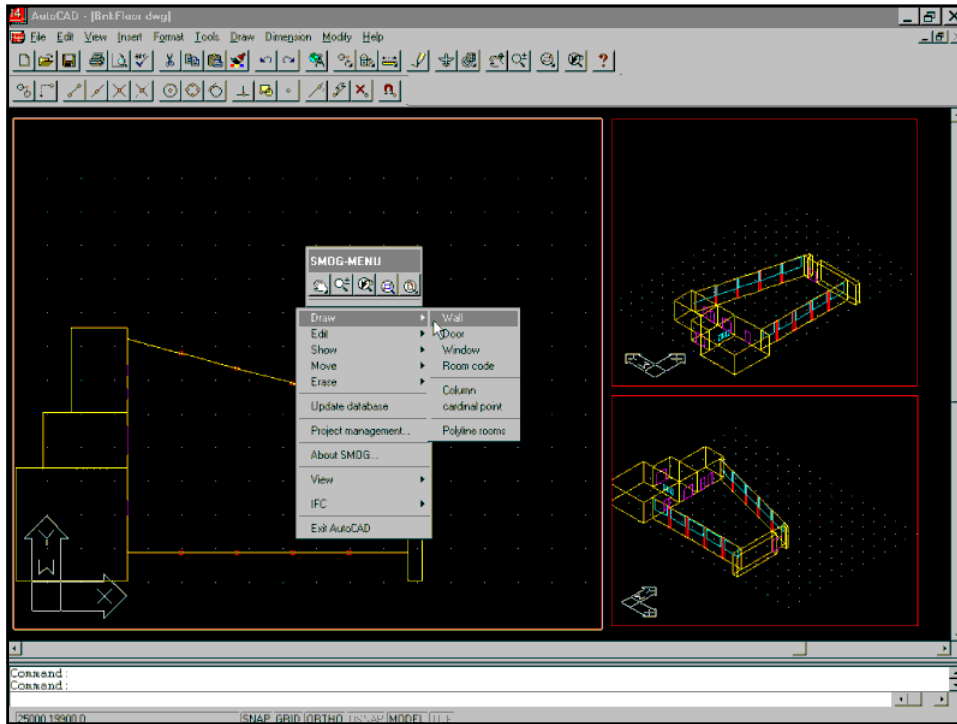 AutoCAD - [Bnk.Floor.dwg]
File Edit View Insert Format Tools Draw Dimension Modify Help
SMOG-MENU
Draw
Edit
Show
Move
Erase
Update database
Project management...
About SMOG...
View
IFC
Exit AutoCAD
Wall
Door
Window
Room code
Column
cardinal point
Polyline rooms
Y
W
X
Command:
Command:
25000,19900,0 SNAP GRID ORTHO OSNAP MODEL TILE